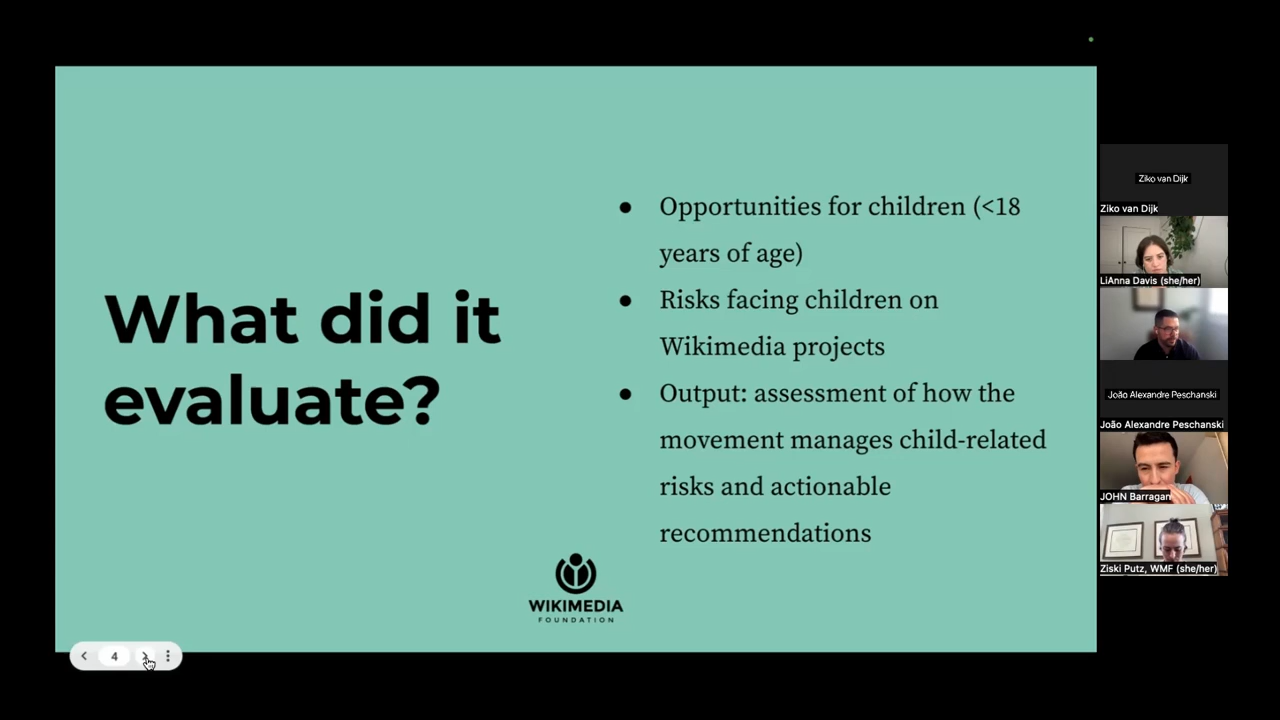 What did it
evaluate?
● Opportunities for children (<18
years of age)
● Risks facing children on
Wikimedia projects
● Output: assessment of how the
movement manages child-related
risks and actionable
recommendations
WIKIMEDIA
FOUNDATION
4
Ziko van Dijk
Ziko van Dijk
LiAnna Davis (she/her)
João Alexandre Peschanski
João Alexandre Peschanski
JOHN Barragan
Ziski Putz, WMF (she/her)